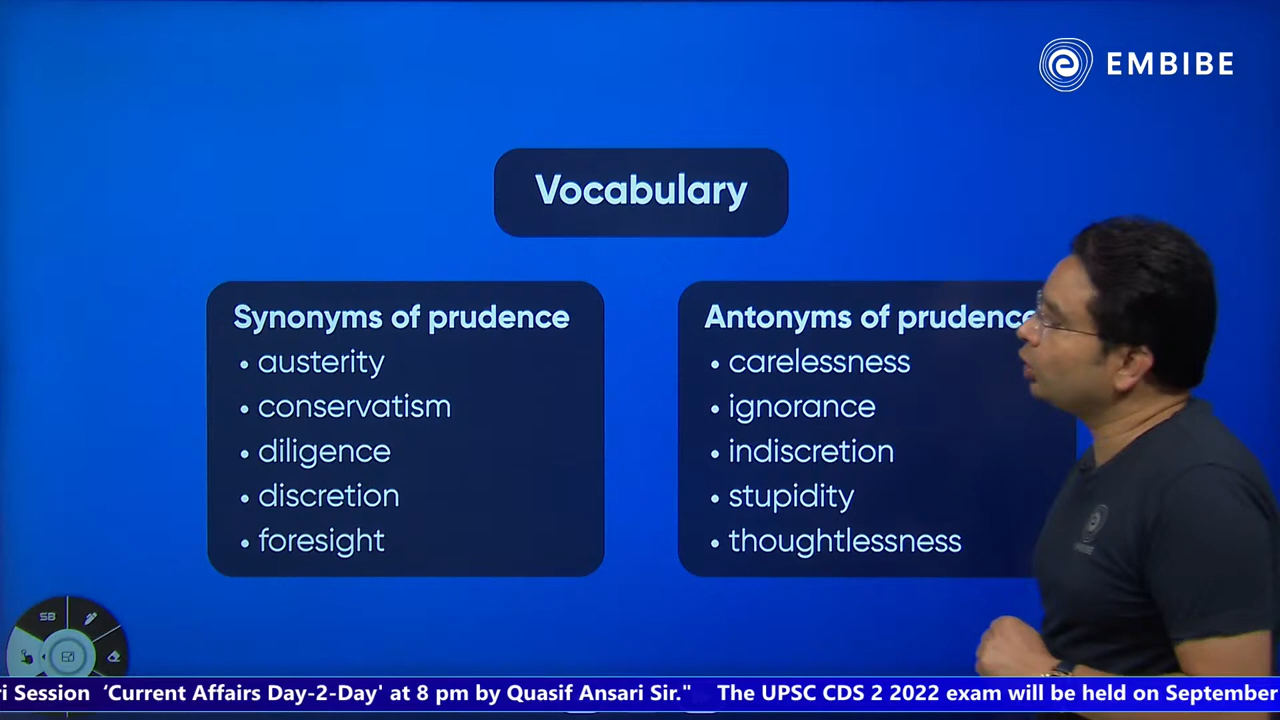 EMBIBE
Vocabulary
Synonyms of prudence
• austerity
• conservatism
• diligence
• discretion
• foresight
Antonyms of prudence
• carelessness
• ignorance
• indiscretion
• stupidity
• thoughtlessness
SB
ri Session ‘Current Affairs Day-2-Day' at 8 pm by Quasif Ansari Sir." The UPSC CDS 2 2022 exam will be held on September